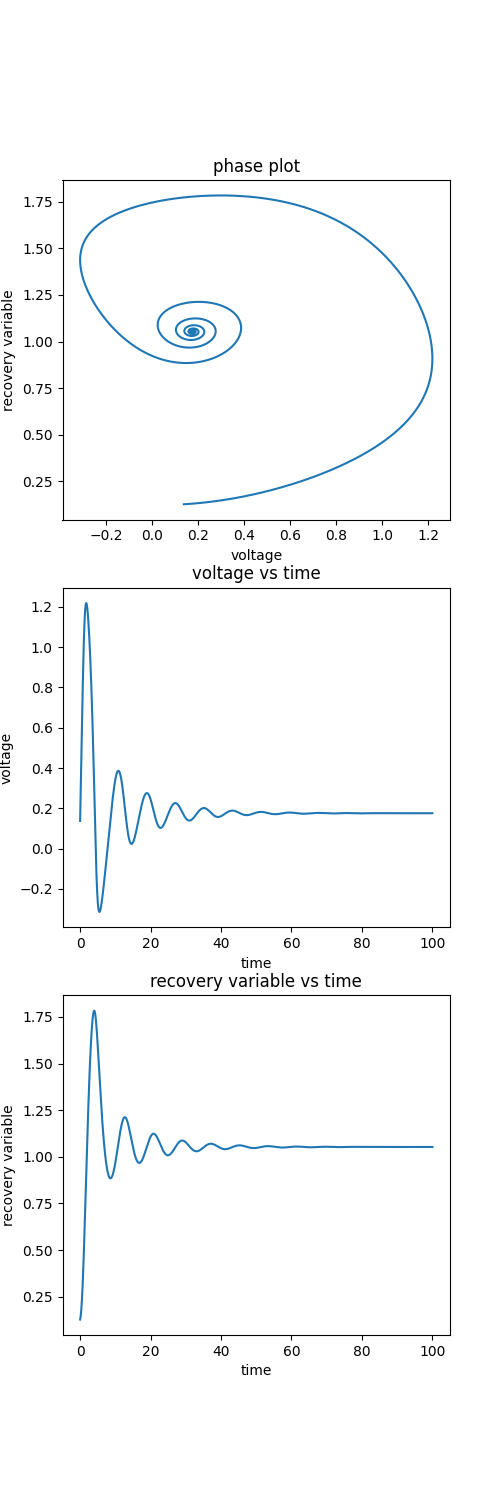 phase plot
1.75
1.50
1.25
1.00
0.75
0.50
0.25
recovery variable
−0.2 0.0 0.2 0.4 0.6 0.8 1.0 1.2
voltage
voltage vs time
1.2
1.0
0.8
0.6
0.4
0.2
0.0
−0.2
voltage
0 20 40 60 80 100
time
recovery variable vs time
1.75
1.50
1.25
1.00
0.75
0.50
0.25
recovery variable
0 20 40 60 80 100
time